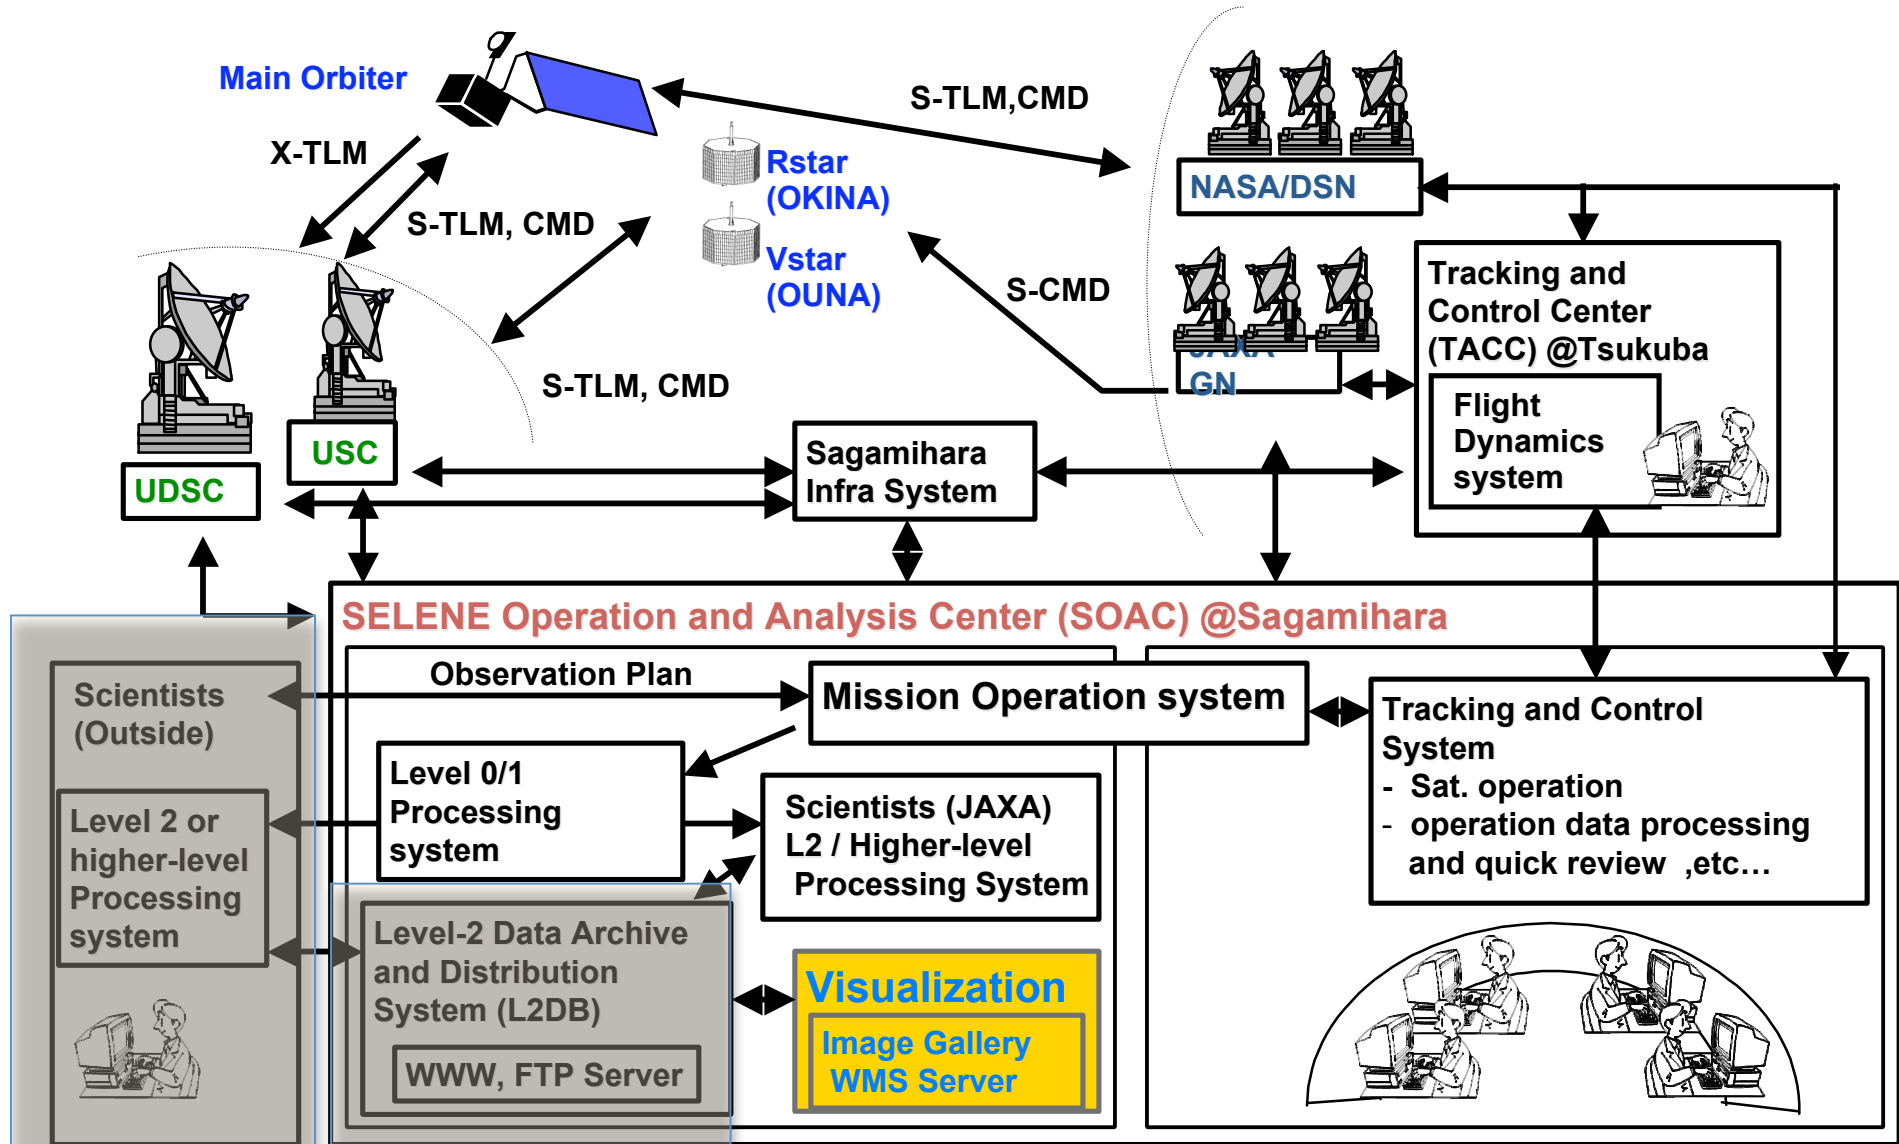 Main Orbiter
S-TLM,CMD
X-TLM
Rstar
(OKINA)
NASA/DSN
S-TLM, CMD
Vstar
(OUNA)
S-CMD
Tracking and
Control Center
(TACC) @Tsukuba
JAXA
GN
S-TLM, CMD
Flight
Dynamics
system
USC
UDSC
Sagamihara
Infra System
SELENE Operation and Analysis Center (SOAC) @Sagamihara
Observation Plan
Mission Operation system
Scientists
(Outside)
Tracking and Control
System
- Sat. operation
- operation data processing
and quick review ,etc…
Level 0/1
Processing
system
Scientists (JAXA)
L2 / Higher-level
Processing System
Level 2 or
higher-level
Processing
system
Level-2 Data Archive
and Distribution
System (L2DB)
WWW, FTP Server
Visualization
Image Gallery
WMS Server